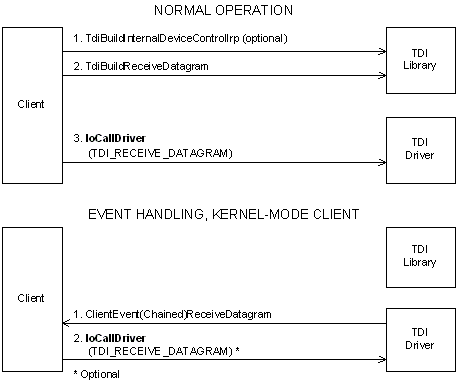 NORMAL OPERATION
1. TdiBuildInternalDeviceControlIrp (optional)
2. TdiBuildReceiveDatagram
TDI
Library
Client
3. IoCallDriver
(TDI_RECEIVE_DATAGRAM)
TDI
Driver
EVENT HANDLING, KERNEL-MODE CLIENT
TDI
Library
Client
1. ClientEvent(Chained)ReceiveDatagram
2. IoCallDriver
(TDI_RECEIVE_DATAGRAM) *
TDI
Driver
* Optional